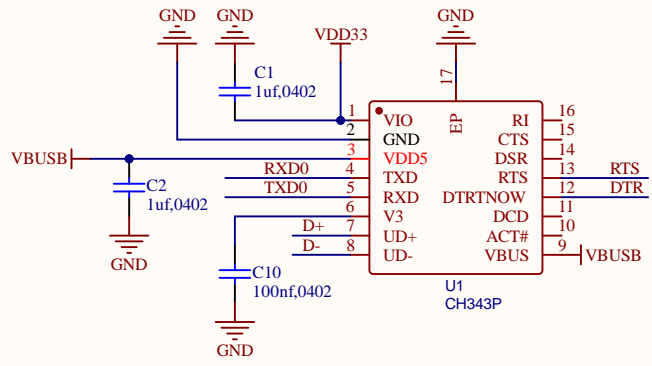 GND
GND
VDD33
GND
C1
1uf,0402
17
EP
1
VIO
RI
16
2
GND
CTS
15
VBUSB
3
VDD5
DSR
14
RXD0
4
TXD
RTS
13
RTS
TXD0
5
RXD
DTRTNOW
12
DTR
C2
1uf,0402
6
V3
DCD
11
D+
7
UD+
ACT#
10
D-
8
UD-
VBUS
9
VBUSB
GND
C10
100nf,0402
U1
CH343P
GND